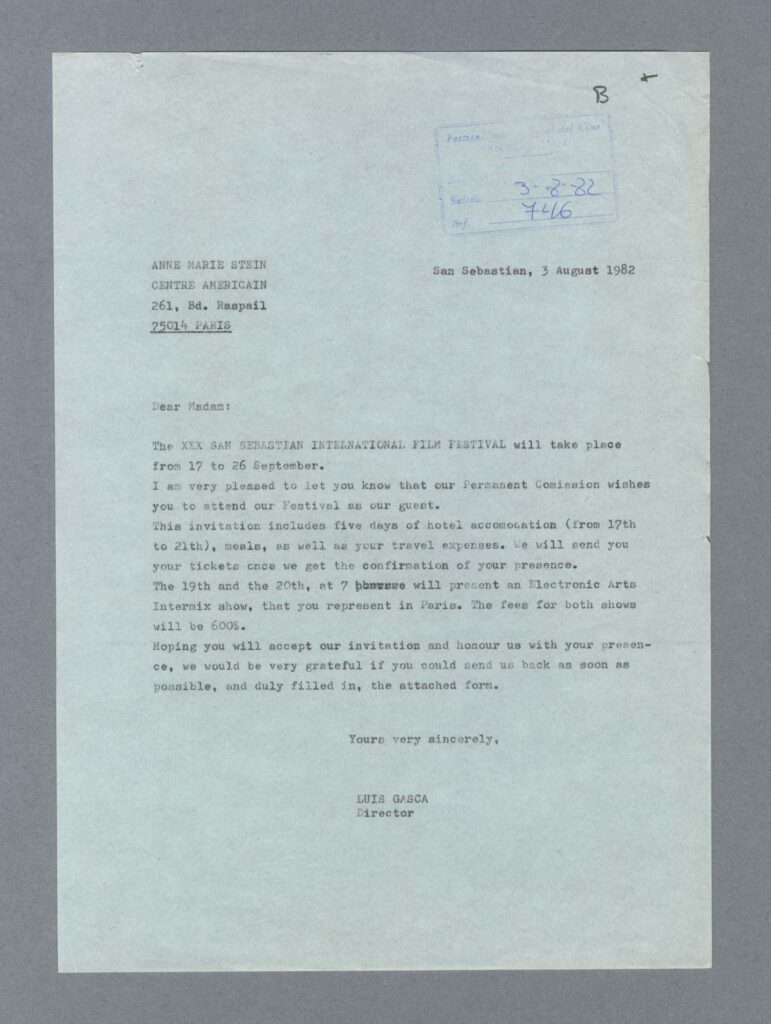 B
Cine
3-8-82
Salida
746
Ref.
ANNE MARIE STEIN
CENTRE AMERICAIN
261, Bd. Raspail
75014 PARIS
San Sebastian, 3 August 1982
Dear Madam:
The XXX SAN SEBASTIAN INTERNATIONAL FILM FESTIVAL will take place
from 17 to 26 September.
I am very pleased to let you know that our Permanent Comission wishes
you to attend our Festival as our guest.
This invitation includes five days of hotel accomodation (from 17th
to 21th), meals, as well as your travel expenses. We will send you
your tickets once we get the confirmation of your presence.
The 19th and the 20th, at 7 will present an Electronic Arts
Intermix show, that you represent in Paris. The fees for both shows
will be 600$.
Hoping you will accept our invitation and honour us with your presen-
ce, we would be very grateful if you could send us back as soon as
possible, and duly filled in, the attached form.
Yours very sincerely,
LUIS GASCA
Director